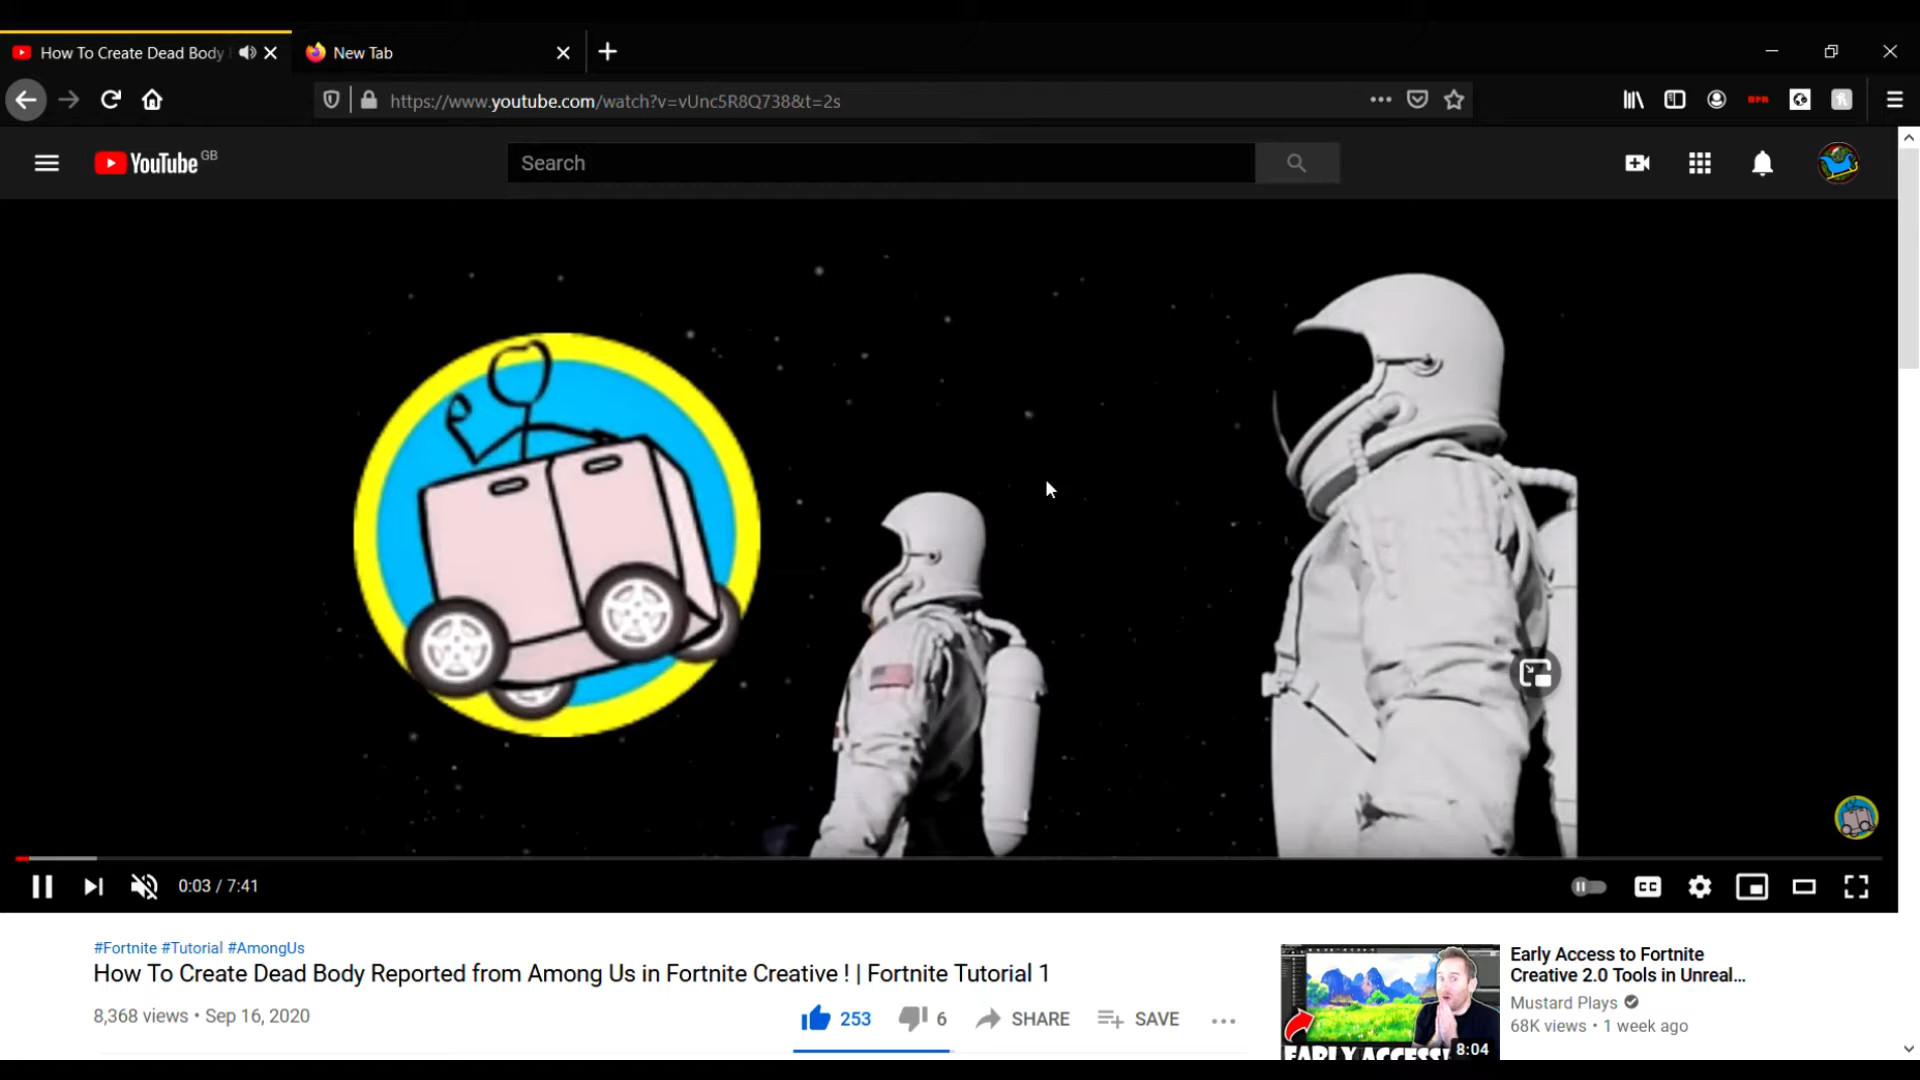 How To Create Dead Body
New Tab
https://www.youtube.com/watch?v=vUnc5R8Q738&t=2s
YouTube GB
Search
0:03 / 7:41
CC
#Fortnite #Tutorial #AmongUs
How To Create Dead Body Reported from Among Us in Fortnite Creative ! | Fortnite Tutorial 1
8,368 views • Sep 16, 2020
253
6
SHARE
SAVE
EARLY ACCESS!
8:04
Early Access to Fortnite
Creative 2.0 Tools in Unreal...
Mustard Plays
68K views • 1 week ago